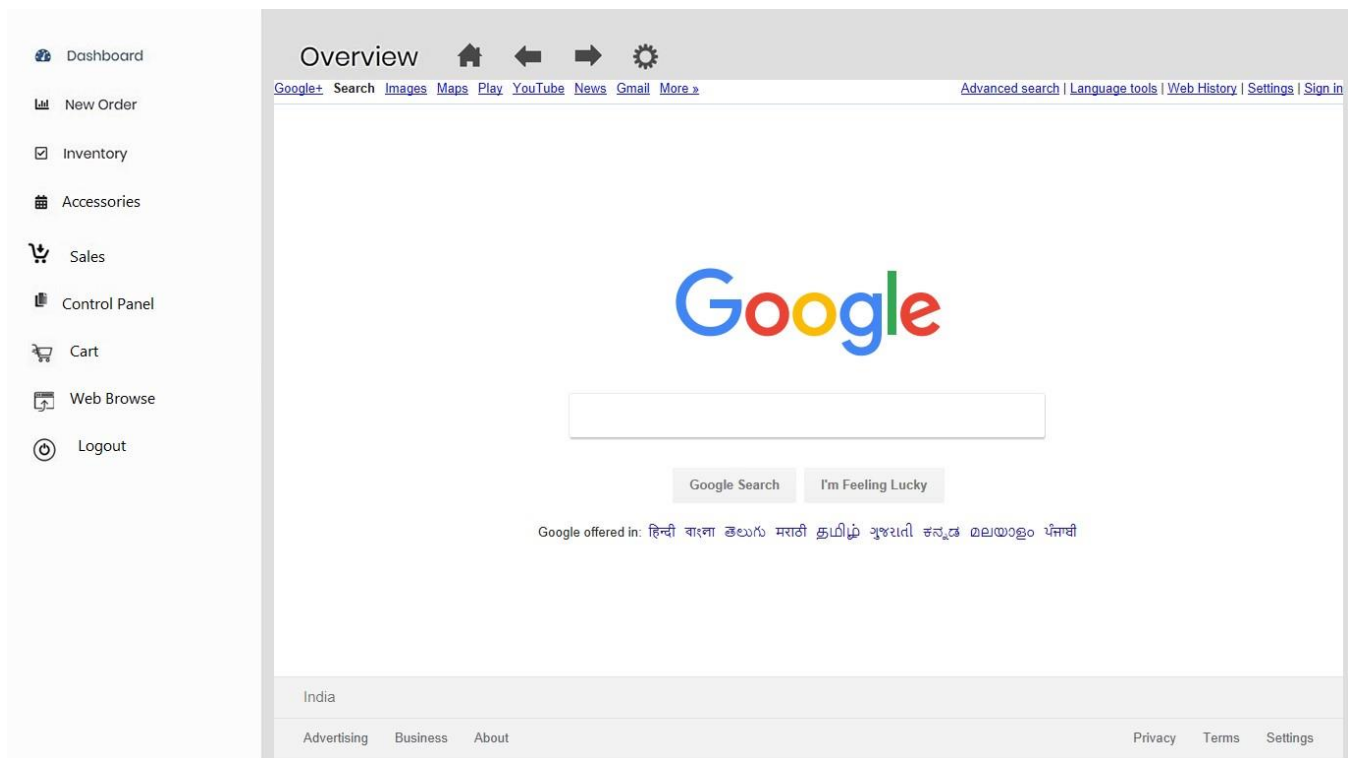 Dashboard
New Order
Inventory
Accessories
Sales
Control Panel
Cart
Web Browse
Logout
Overview
Google+ Search Images Maps Play YouTube News Gmail More »
Advanced search | Language tools | Web History | Settings | Sign in
Google
Google Search I'm Feeling Lucky
Google offered in: हिन्दी বাংলা తెలుగు मराठी தமிழ் ગુજરાતી ಕನ್ನಡ മലയാളം ਪੰਜਾਬੀ
India
Advertising Business About
Privacy Terms Settings